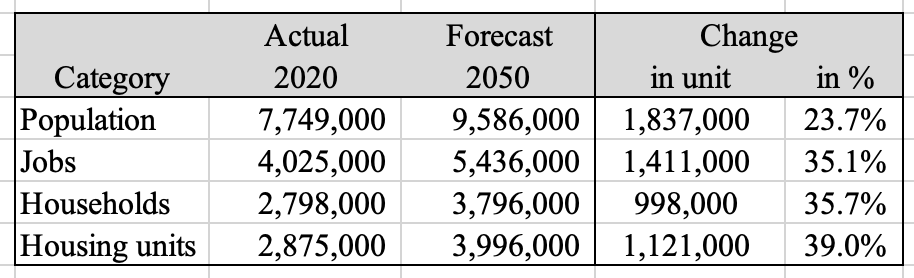 Actual Forecast Change
Category 2020 2050 in unit in %
Population 7,749,000 9,586,000 1,837,000 23.7%
Jobs 4,025,000 5,436,000 1,411,000 35.1%
Households 2,798,000 3,796,000 998,000 35.7%
Housing units 2,875,000 3,996,000 1,121,000 39.0%